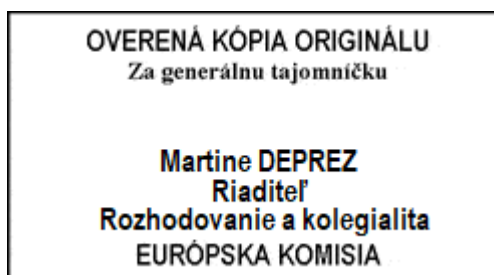 OVERENÁ KÓPIA ORIGINÁLU
Za generálnu tajomníčku
Martine DEPREZ
Riaditeľ
Rozhodovanie a kolegialita
EURÓPSKA KOMISIA